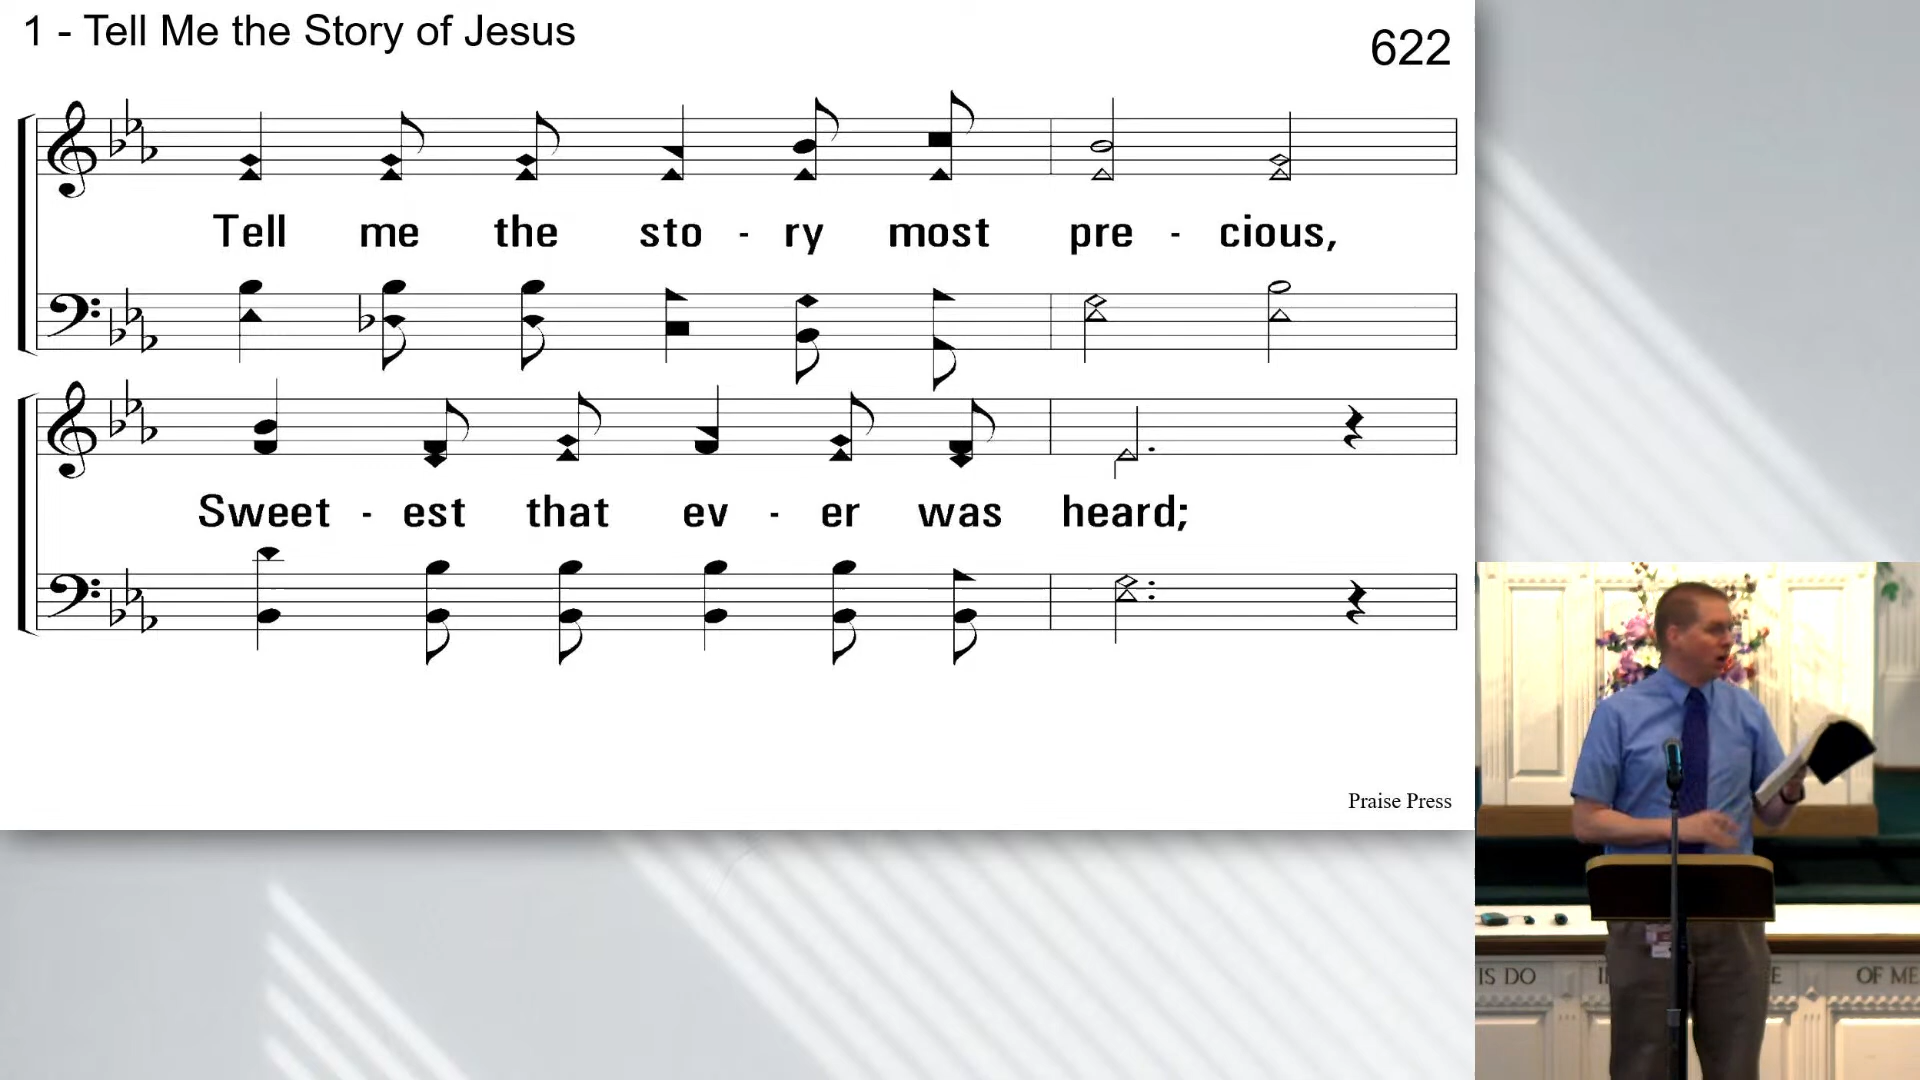 1 - Tell Me the Story of Jesus
622
Tell me the sto - ry most pre - cious,
Sweet - est that ev - er was heard;
Praise Press
IS DO
OF ME